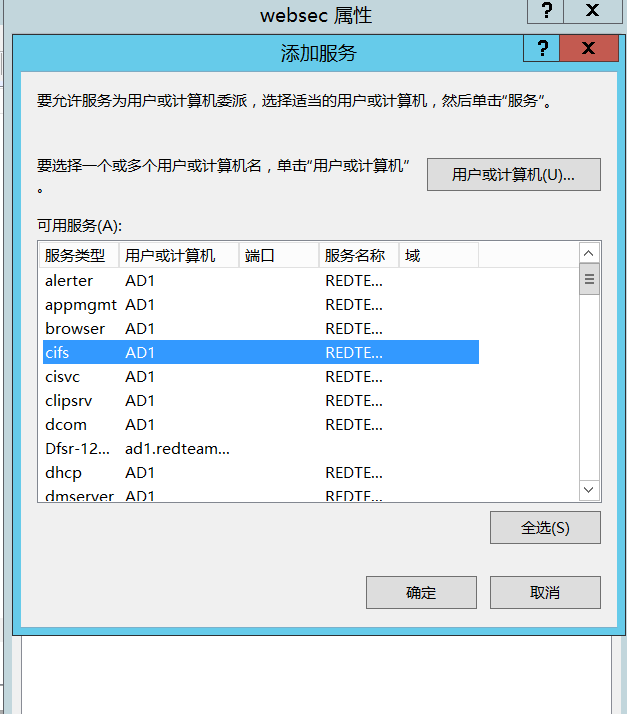 websec 属性
添加服务
要允许服务为用户或计算机委派，选择适当的用户或计算机，然后单击“服务”。
要选择一个或多个用户或计算机名，单击“用户或计算机”
。
用户或计算机(U)...
可用服务(A):
服务类型 用户或计算机 端口 服务名称 域
alerter AD1 REDTE...
appmgmt AD1 REDTE...
browser AD1 REDTE...
cifs AD1 REDTE...
cisvc AD1 REDTE...
clipsrv AD1 REDTE...
dcom AD1 REDTE...
Dfsr-12... ad1.redteam...
dhcp AD1 REDTE...
dmserver AD1 REDTE...
全选(S)
确定 取消